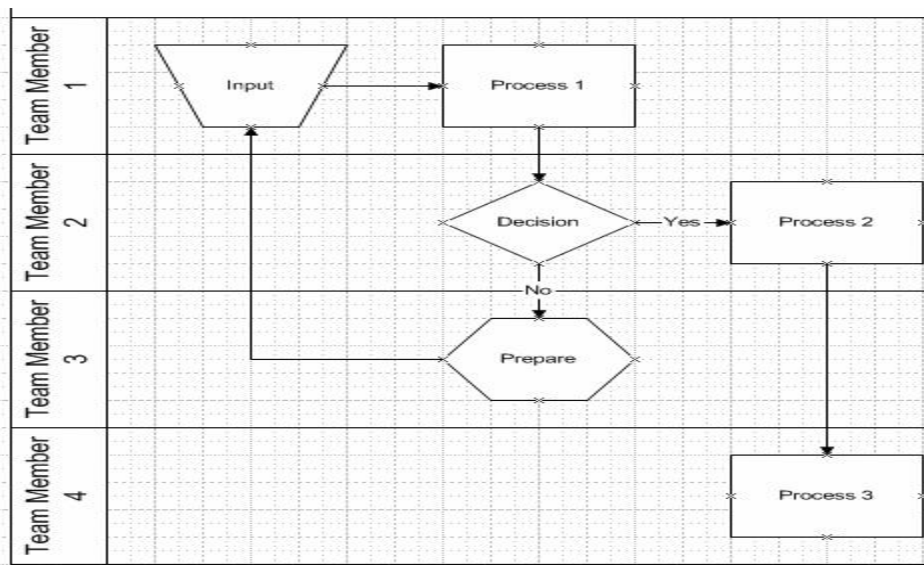 Team Member
1
Input
Process 1
Team Member
2
Decision
Yes
Process 2
No
Team Member
3
Prepare
Team Member
4
Process 3